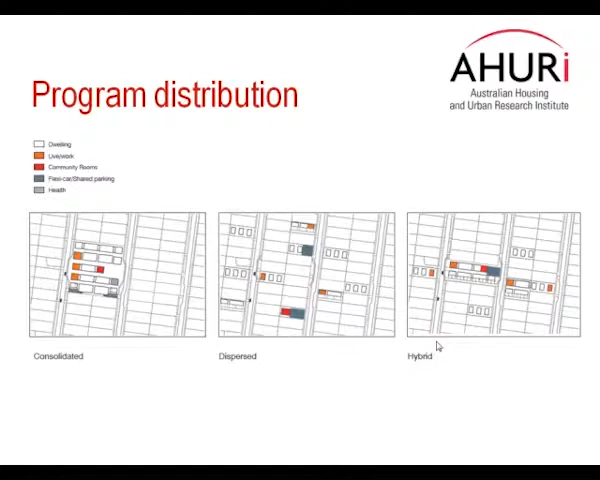 AHURi
Australian Housing
and Urban Research Institute
Program distribution
Dwelling
Live/work
Community Rooms
Flexi-car/Shared parking
Health
Consolidated
Dispersed
Hybrid